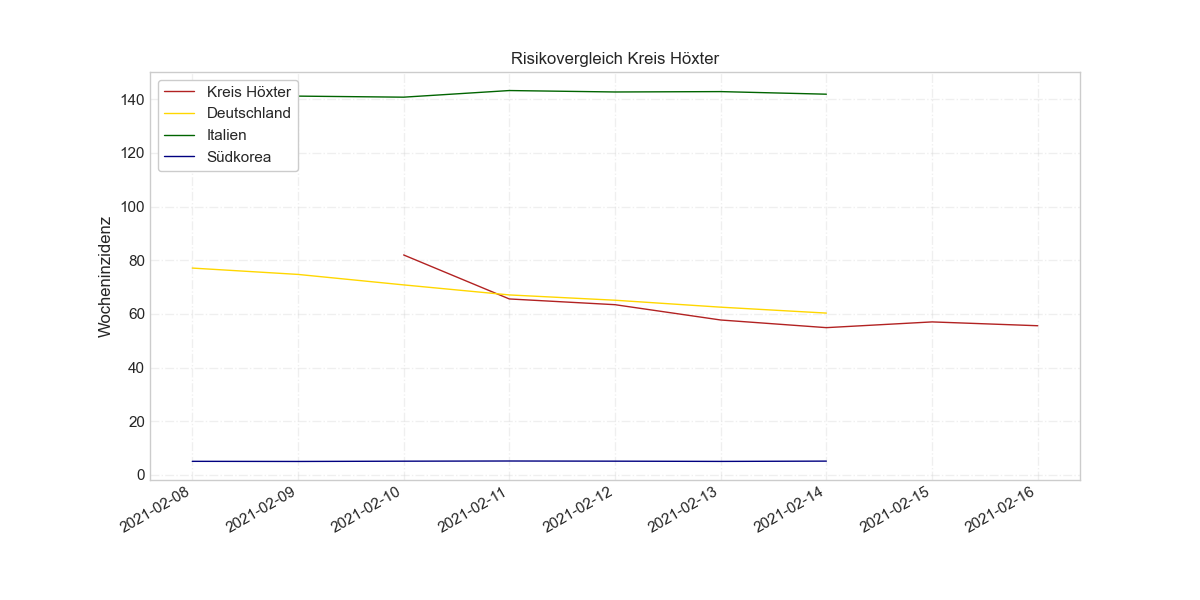 Risikovergleich Kreis Höxter
Kreis Höxter
Deutschland
Italien
Südkorea
Wocheninzidenz
140
120
100
80
60
40
20
0
2021-02-08
2021-02-09
2021-02-10
2021-02-11
2021-02-12
2021-02-13
2021-02-14
2021-02-15
2021-02-16